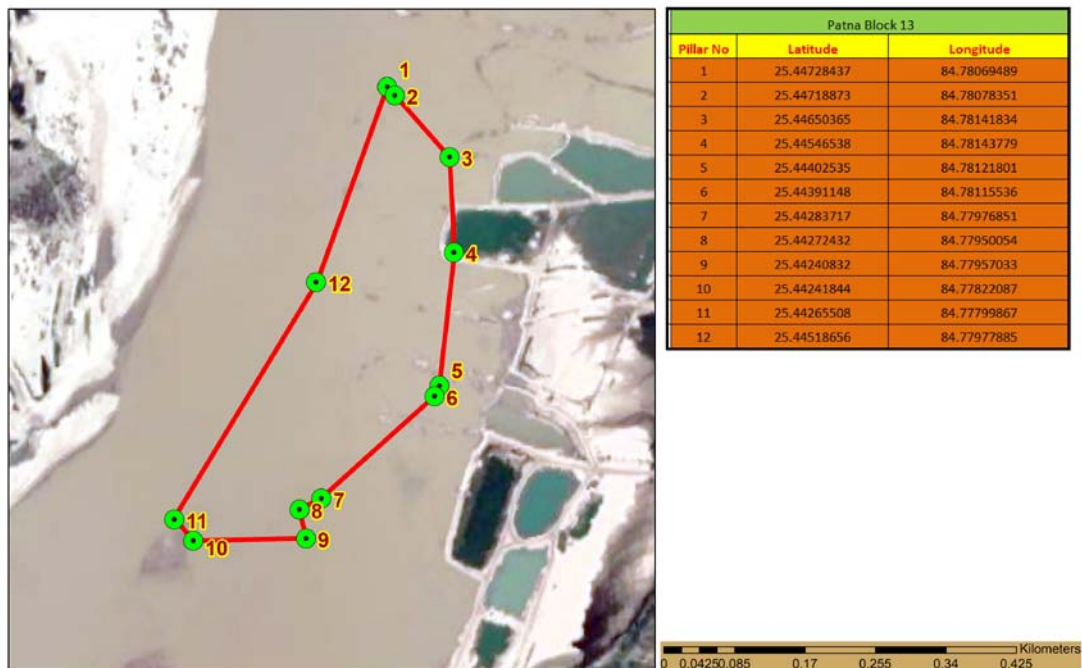 Patna Block 13
Pillar No Latitude Longitude
1 25.44728437 84.78069489
2 25.44718873 84.78078351
3 25.44650365 84.78141834
4 25.44546538 84.78143779
5 25.44402535 84.78121801
6 25.44391148 84.78115536
7 25.44283717 84.77976851
8 25.44272432 84.77950054
9 25.44240832 84.77957033
10 25.44241844 84.77822087
11 25.44265508 84.77799867
12 25.44518656 84.77977885
1
2
3
4
12
5
6
7
8
11
10
9
Kilometers
0 0.0425 0.085 0.17 0.255 0.34 0.425